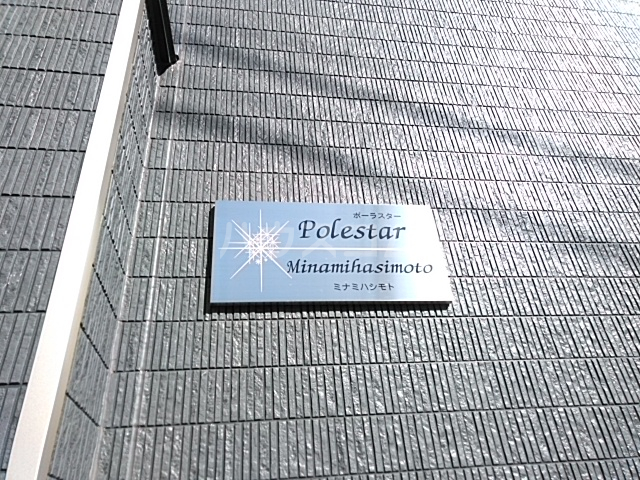 ポーラスター
Polestar
Minamihasimoto
ミナミハシモト